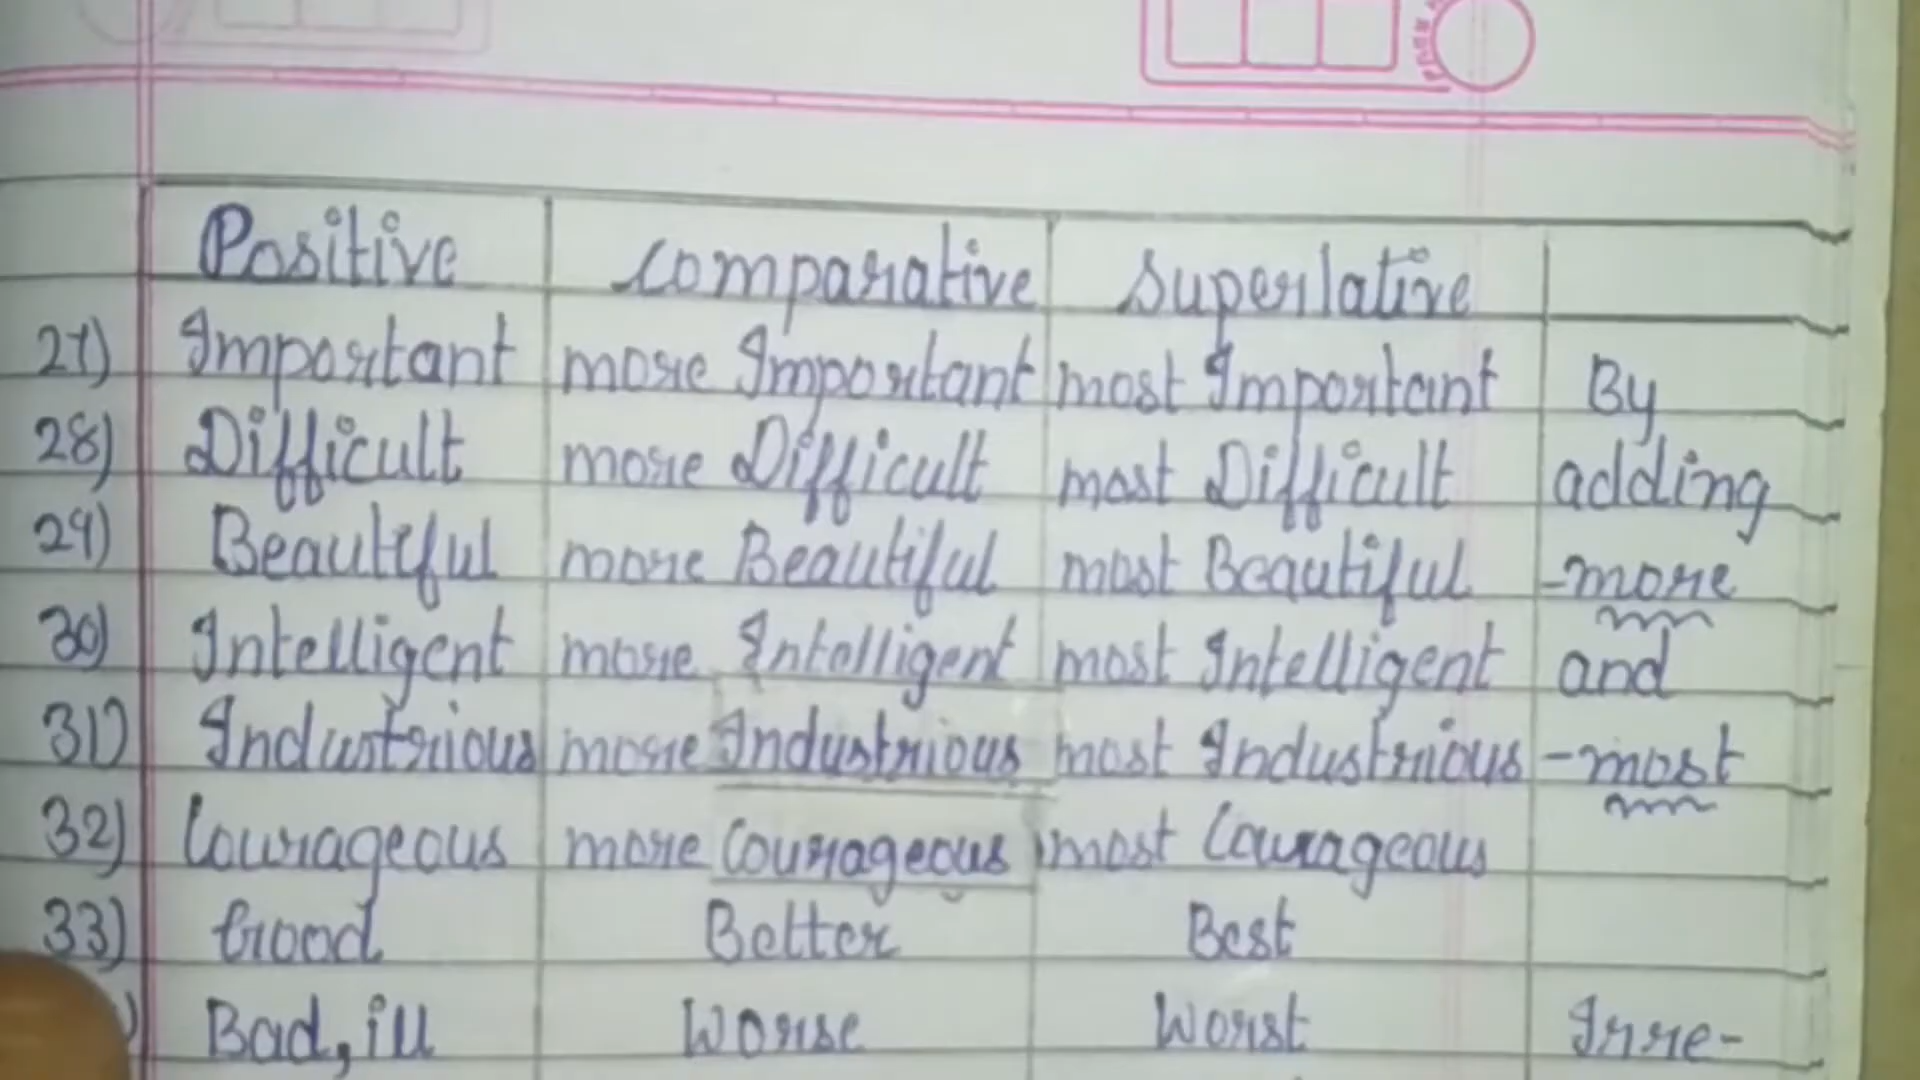 Positive comparative superlative
27) Important more Important most Important By
28) Difficult more Difficult most Difficult adding
29) Beautiful more Beautiful most Beautiful -more
30) Intelligent more Intelligent most Intelligent and
31) Industrious more Industrious most Industrious -most
32) Courageous more Courageous most Courageous
33) Good Better Best
) Bad, ill Worse Worst Irre-